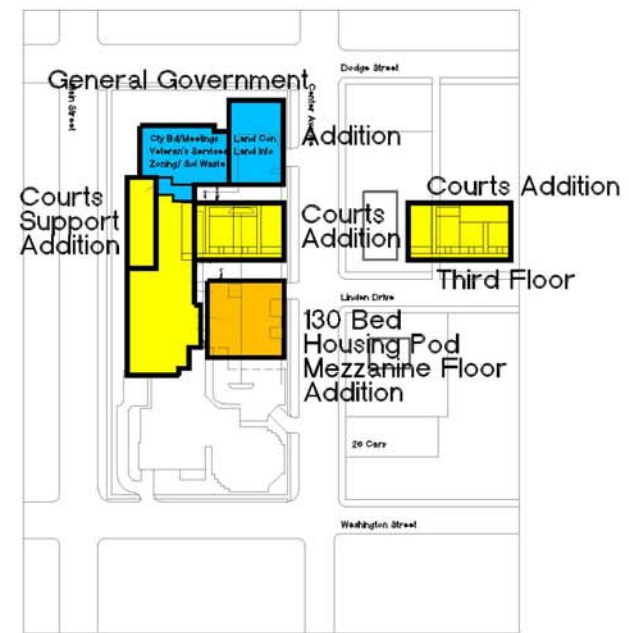 Dodge Street
General Government
Main Street
Center Ave
Cty Bd/Meetings
Veteran's Services
Zoning/ Sol Waste
Land Con
Land Info
Addition
Courts
Support
Addition
Courts
Addition
Courts Addition
Third Floor
Linden Drive
130 Bed
Housing Pod
Mezzanine Floor
Addition
26 Cars
Washington Street